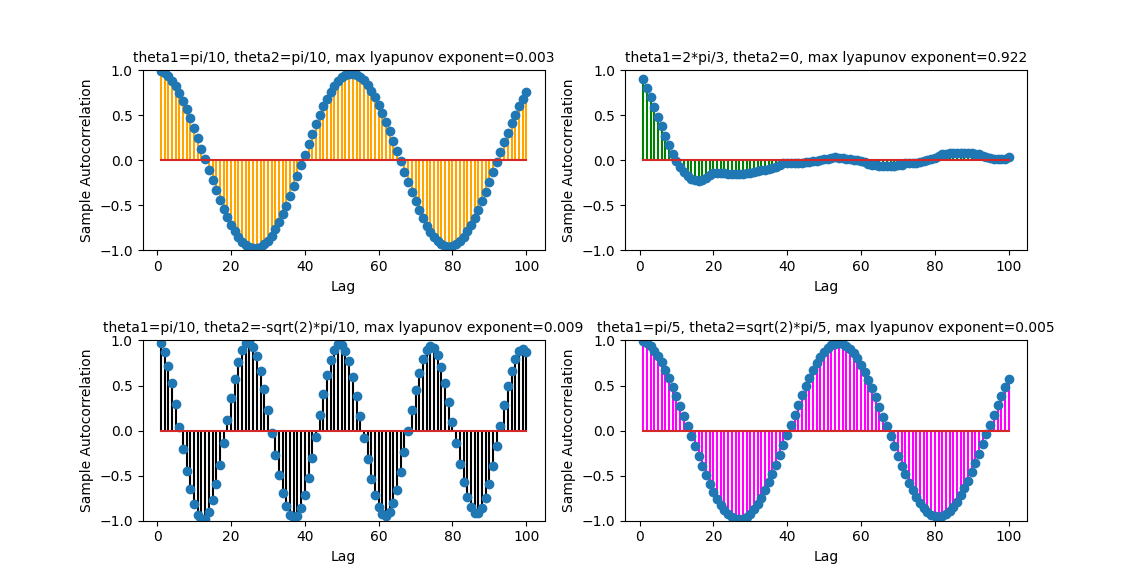 theta1=pi/10, theta2=pi/10, max lyapunov exponent=0.003
1.0
0.5
0.0
−0.5
−1.0
Sample Autocorrelation
0 20 40 60 80 100
Lag
theta1=2*pi/3, theta2=0, max lyapunov exponent=0.922
1.0
0.5
0.0
−0.5
−1.0
Sample Autocorrelation
0 20 40 60 80 100
Lag
theta1=pi/10, theta2=-sqrt(2)*pi/10, max lyapunov exponent=0.009
1.0
0.5
0.0
−0.5
−1.0
Sample Autocorrelation
0 20 40 60 80 100
Lag
theta1=pi/5, theta2=sqrt(2)*pi/5, max lyapunov exponent=0.005
1.0
0.5
0.0
−0.5
−1.0
Sample Autocorrelation
0 20 40 60 80 100
Lag